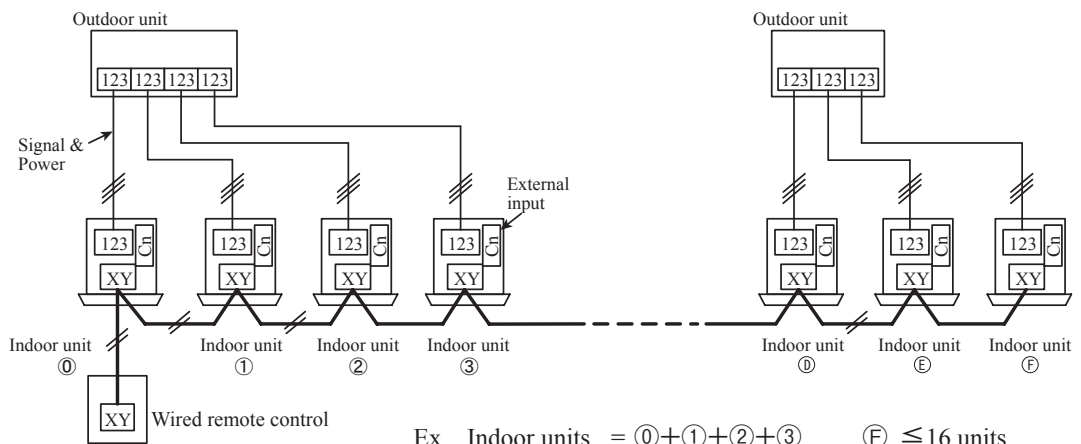 Outdoor unit
Outdoor unit
123 123 123 123
123 123 123
Signal &
Power
External
input
123 Cn 123 Cn 123 Cn 123 Cn 123 Cn 123 Cn 123 Cn
XY XY XY XY XY XY XY
Indoor unit Indoor unit Indoor unit Indoor unit Indoor unit Indoor unit Indoor unit
⓪ ① ② ③ Ⓓ Ⓔ Ⓕ
XY Wired remote control
Ex Indoor units = ⓪+①+②+③ Ⓕ ≦16 units